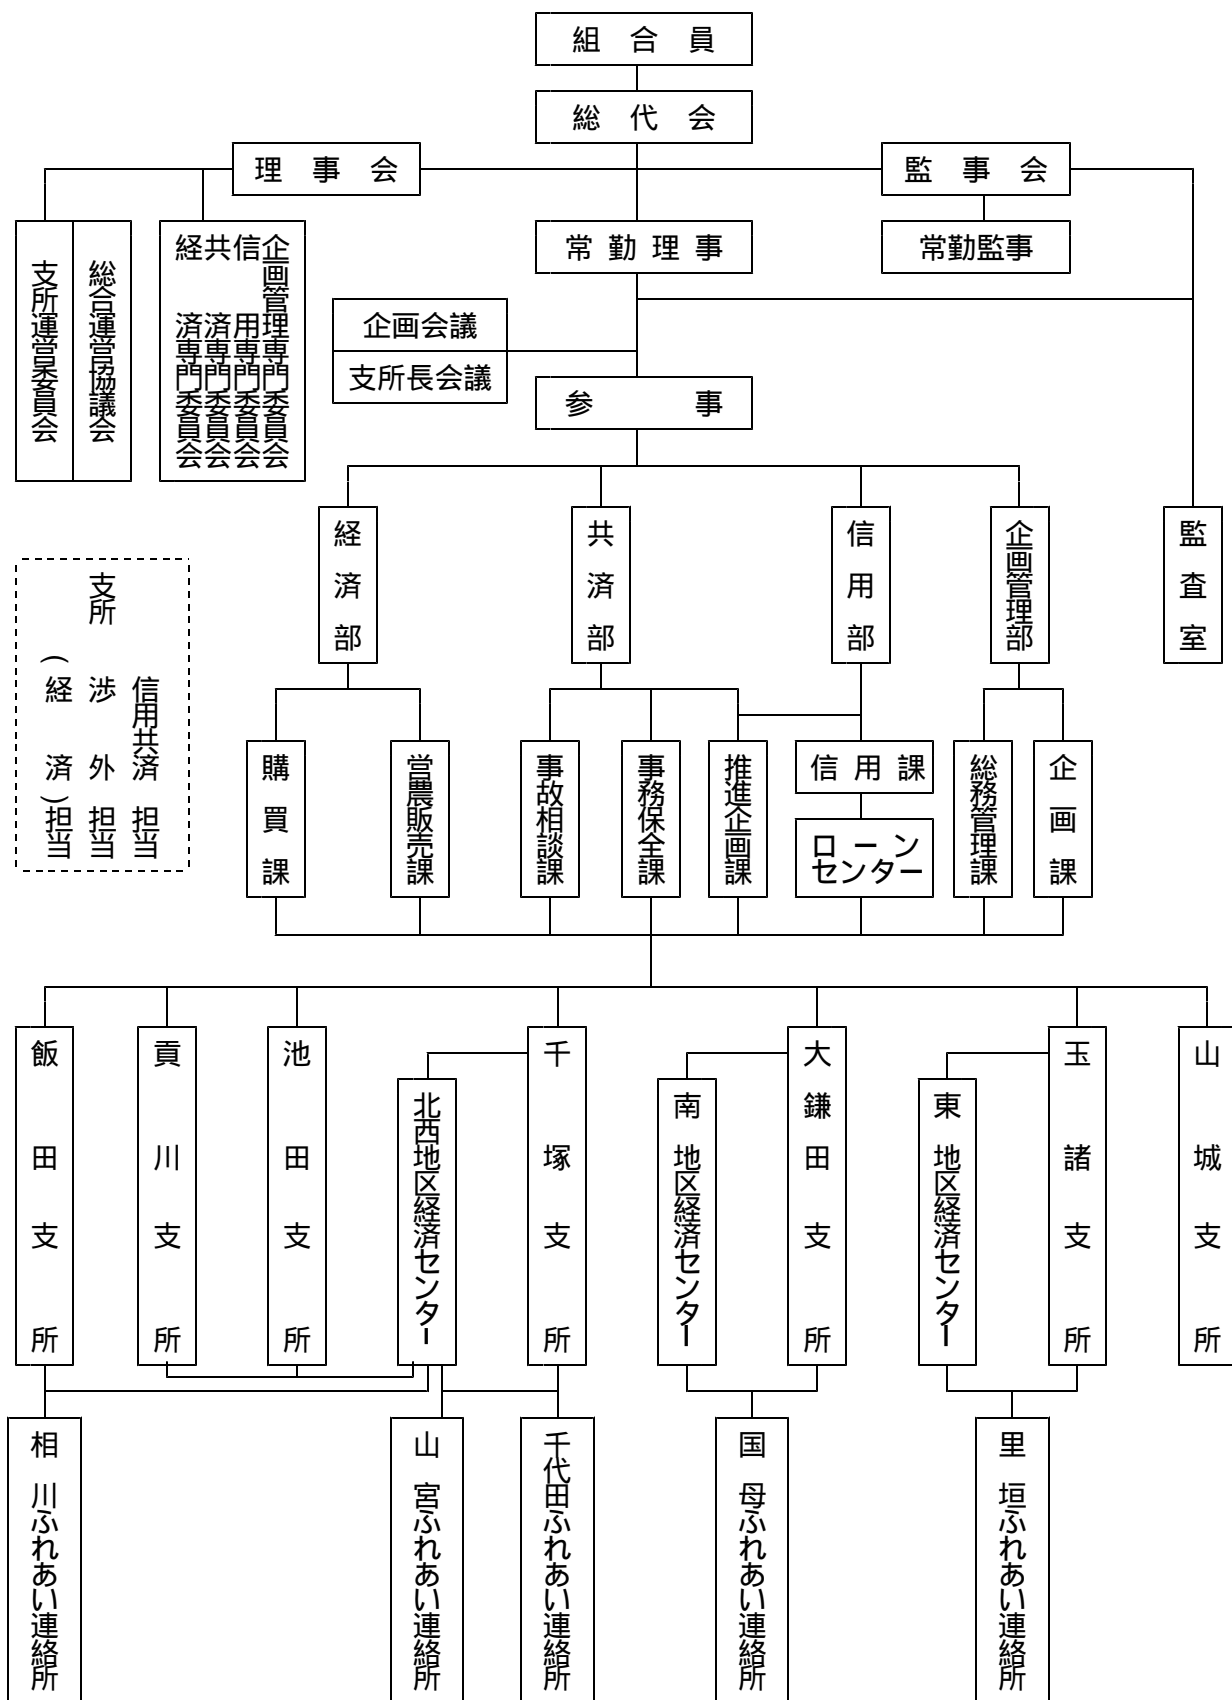 組合員
総代会
理事会
監事会
支所運営委員会
総合運営協議会
経済専門委員会
共済専門委員会
信用専門委員会
企画管理専門委員会
常勤理事
常勤監事
企画会議
支所長会議
参事
経済部
共済部
信用部
企画管理部
監査室
支所
信用共済担当
渉外担当
(経済)担当
購買課
営農販売課
事故相談課
事務保全課
推進企画課
信用課
ローン
センター
総務管理課
企画課
飯田支所
貢川支所
池田支所
北西地区経済センター
千塚支所
南地区経済センター
大鎌田支所
東地区経済センター
玉諸支所
山城支所
相川ふれあい連絡所
山宮ふれあい連絡所
千代田ふれあい連絡所
国母ふれあい連絡所
里垣ふれあい連絡所